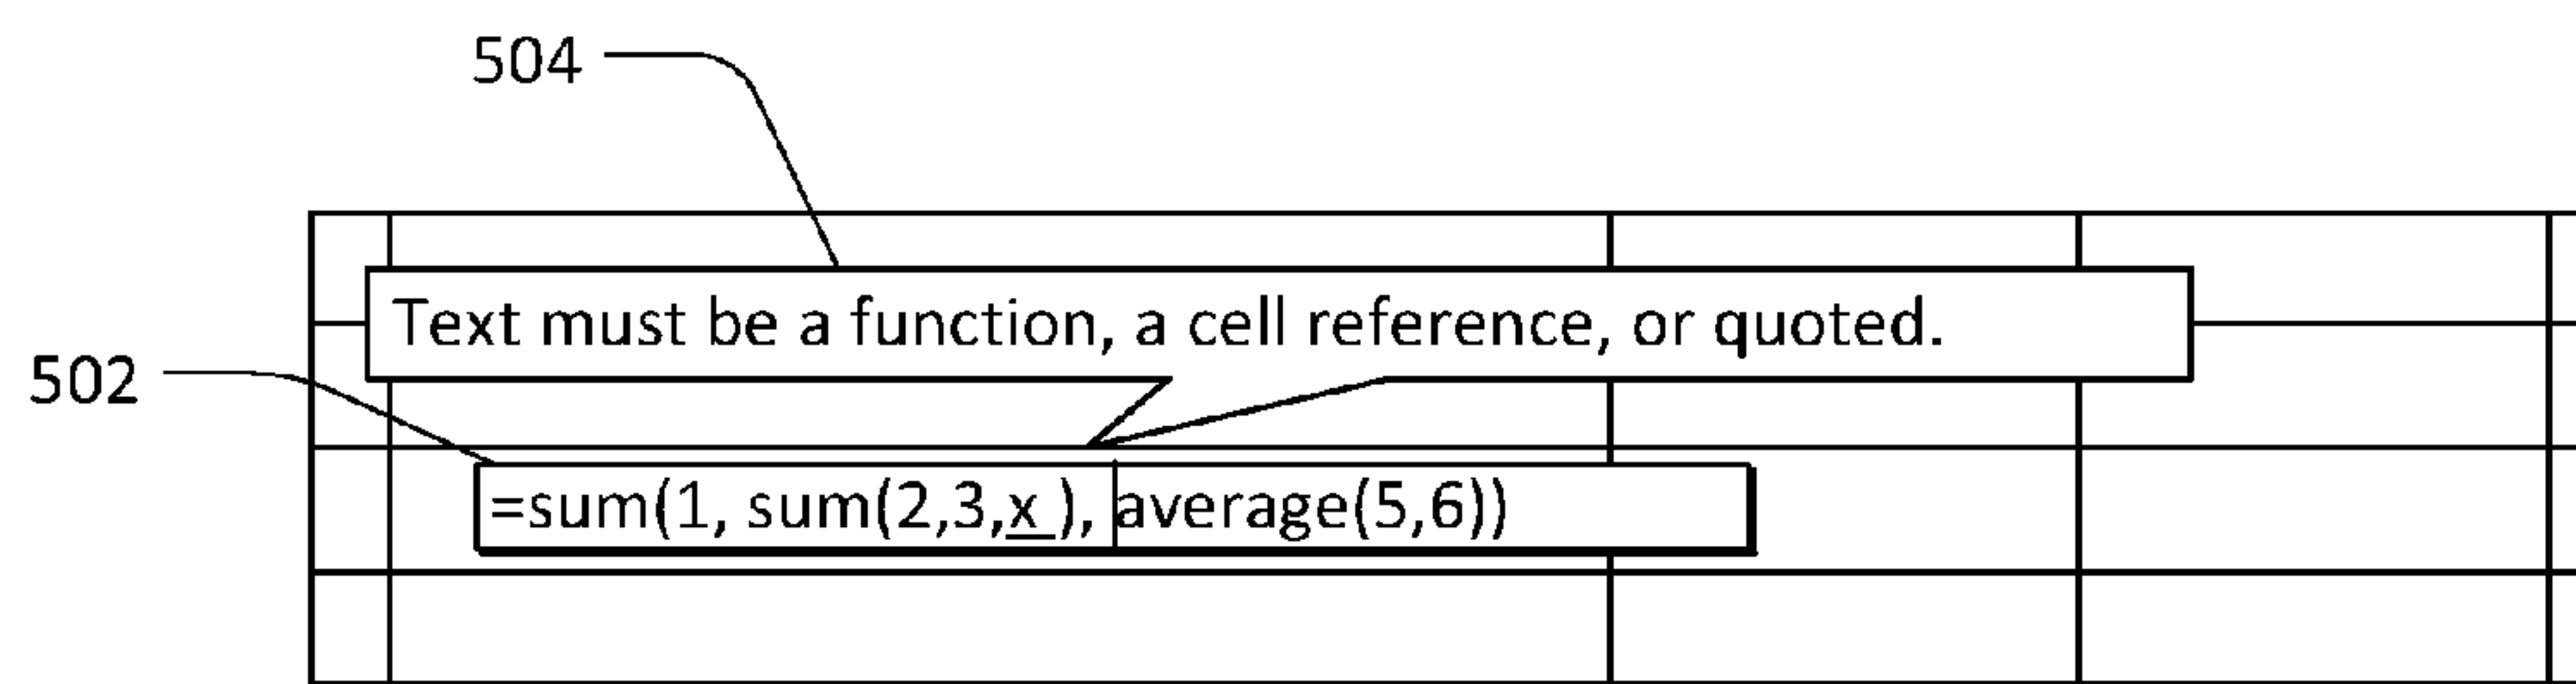 504
Text must be a function, a cell reference, or quoted.
502
=sum(1, sum(2,3,x ), average(5,6))